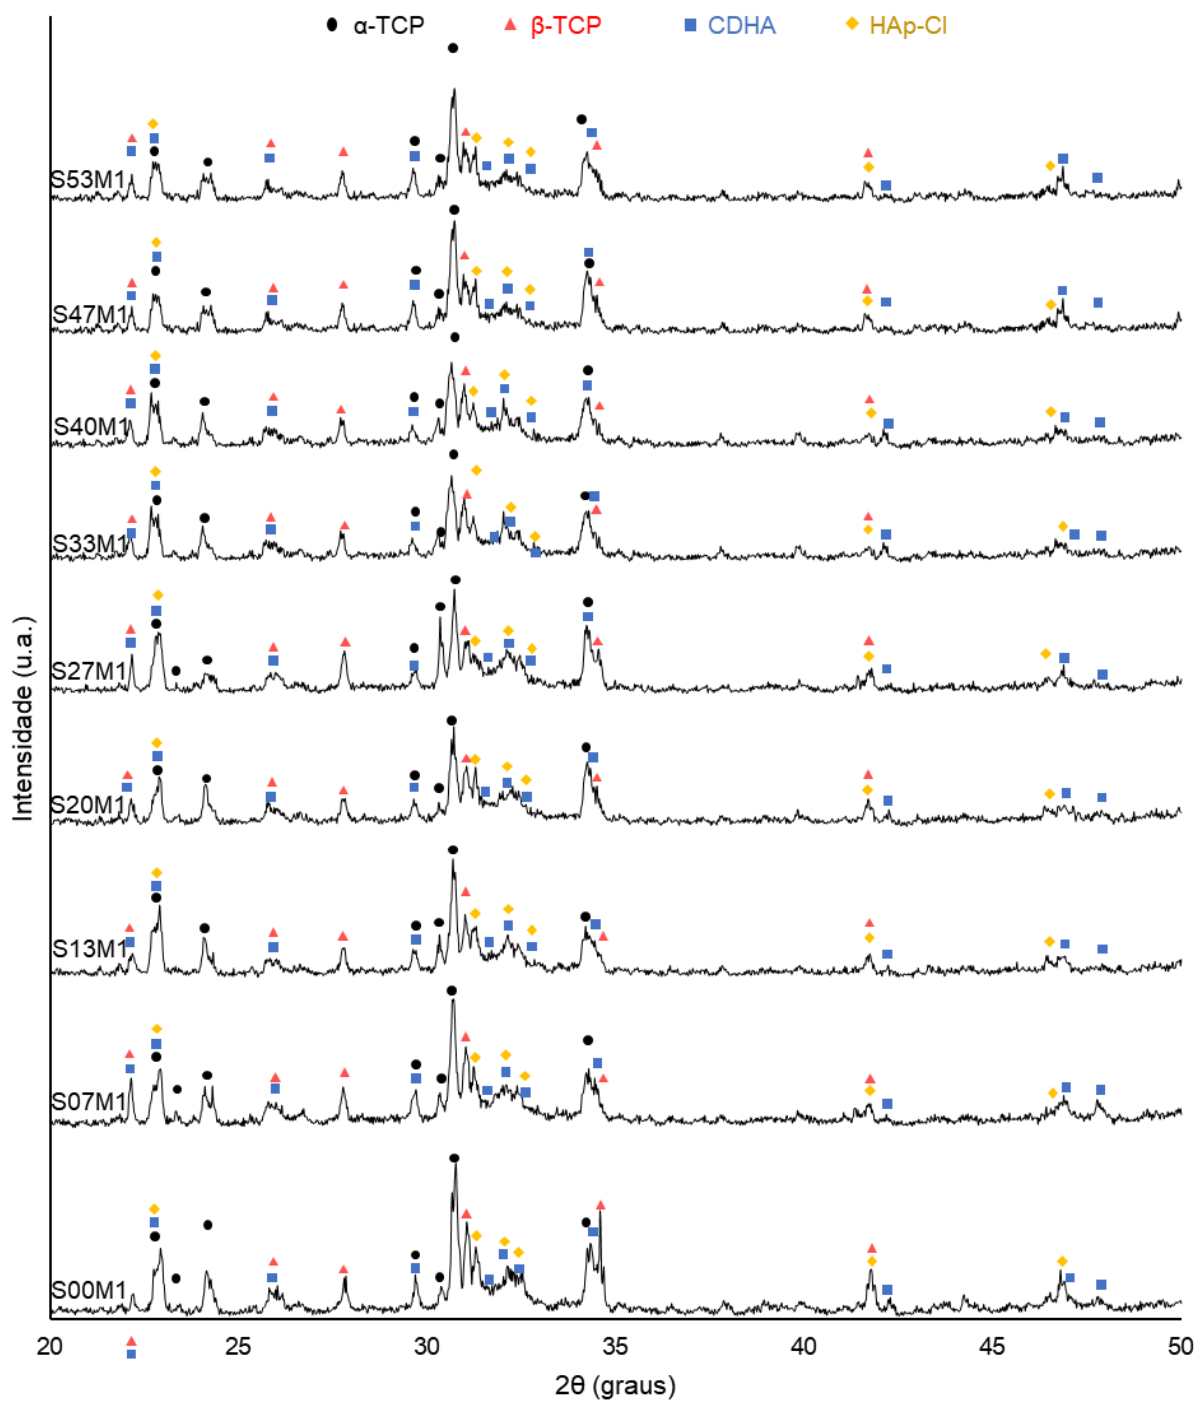 α-TCP β-TCP CDHA HAp-Cl
S53M1
S47M1
S40M1
S33M1
S27M1
S20M1
S13M1
S07M1
S00M1
Intensidade (u.a.)
20 25 30 35 40 45 50
2θ (graus)